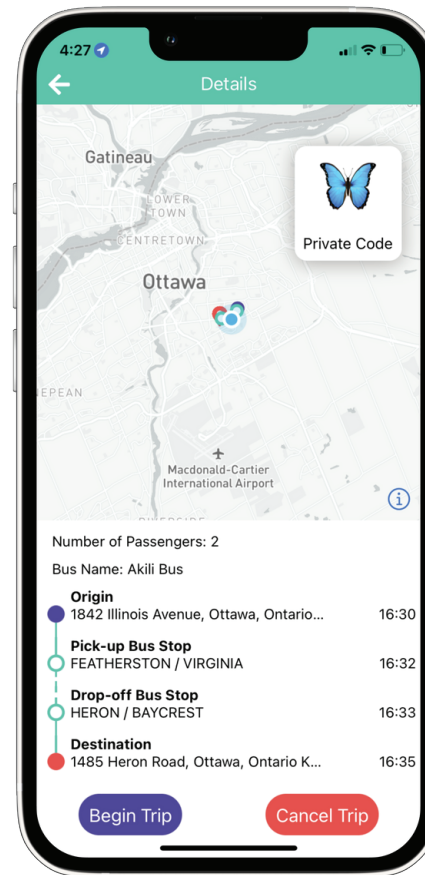 4:27
Details
Gatineau
LOWER
TOWN
CENTRETOWN
Private Code
Ottawa
EPEAN
Macdonald-Cartier
International Airport
Number of Passengers: 2
Bus Name: Akili Bus
Origin
1842 Illinois Avenue, Ottawa, Ontario... 16:30
Pick-up Bus Stop
FEATHERSTON / VIRGINIA 16:32
Drop-off Bus Stop
HERON / BAYCREST 16:33
Destination
1485 Heron Road, Ottawa, Ontario K... 16:35
Begin Trip Cancel Trip